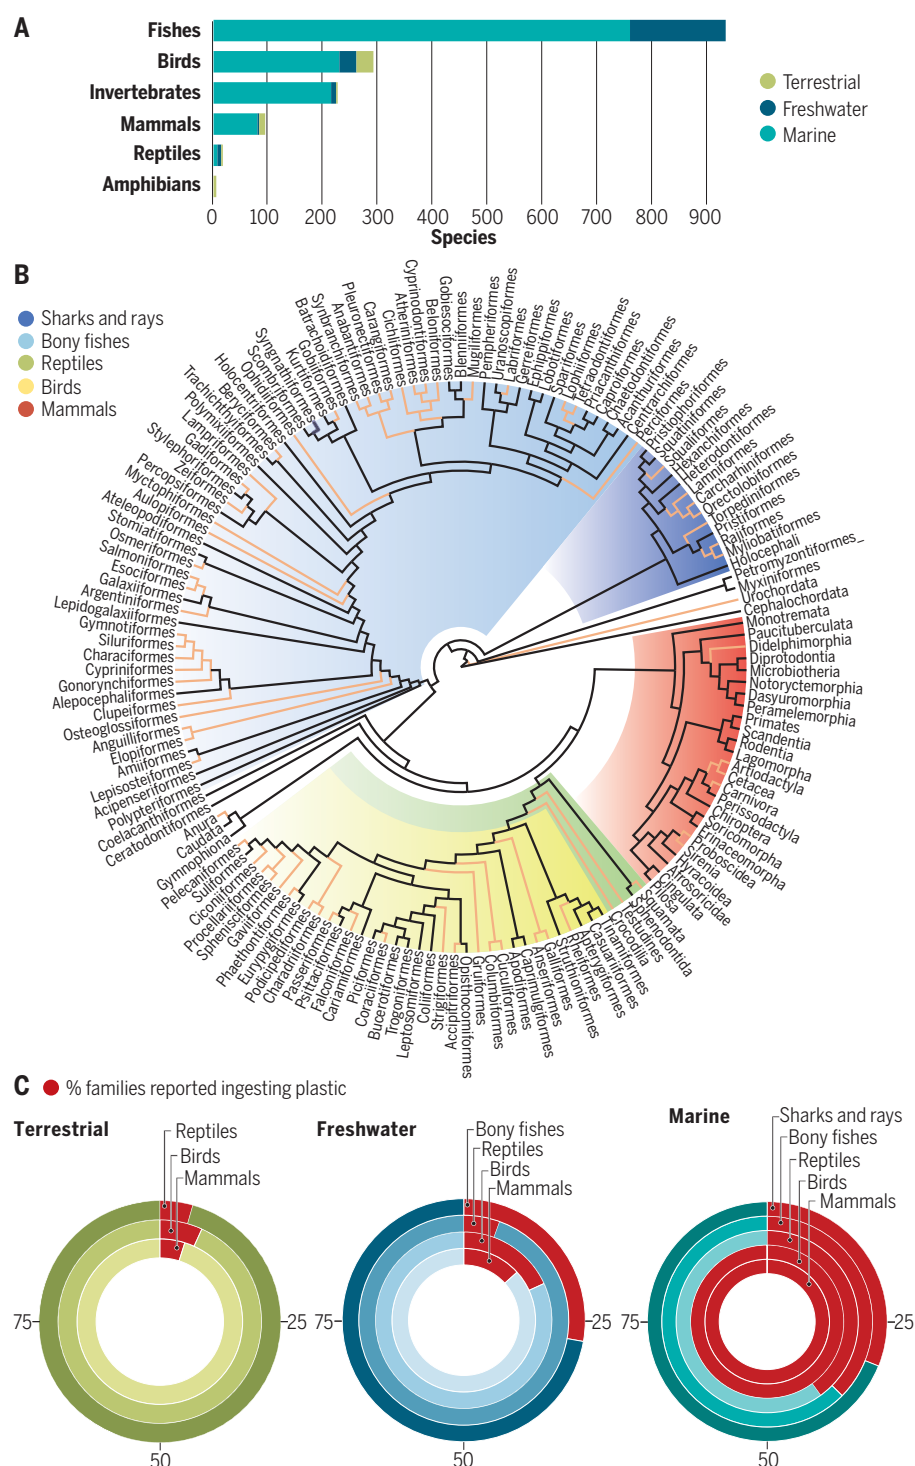 A
Fishes
Birds
Invertebrates
Mammals
Reptiles
Amphibians
0 100 200 300 400 500 600 700 800 900
Species
Terrestrial
Freshwater
Marine
B
Sharks and rays
Bony fishes
Reptiles
Birds
Mammals
Ceratodontiformes
Coelacanthiformes
Polypteriformes
Acipenseriformes
Lepisosteiformes
Amiiformes
Elopiformes
Anguilliformes
Osteoglossiformes
Clupeiformes
Alepocephaliformes
Gonorynchiformes
Cypriniformes
Characiformes
Siluriformes
Gymnotiformes
Lepidogalaxiiformes
Argentiniformes
Galaxiiformes
Esociformes
Salmoniformes
Osmeriformes
Stomiatiformes
Ateleopodiformes
Aulopiformes
Myctophiformes
Percopsiformes
Zeiformes
Stylephoriformes
Gadiformes
Lampriformes
Polymixiiformes
Trachichthyiformes
Beryciformes
Holocentriformes
Ophidiiformes
Scombriformes
Syngnathiformes
Kurtiformes
Gobiiformes
Batrachoidiformes
Synbranchiformes
Anabantiformes
Pleuronectiformes
Carangiformes
Cichliformes
Atheriniformes
Cyprinodontiformes
Beloniformes
Gobiesociformes
Blenniiformes
Mugiliformes
Pempheriformes
Uranoscopiformes
Labriformes
Gerreiformes
Ephippiformes
Lobotiformes
Spariformes
Lophiiformes
Tetraodontiformes
Priacanthiformes
Caproiformes
Chaetodontiformes
Acanthuriformes
Centrarchiformes
Perciformes
Pristiophoriformes
Squatiniformes
Squaliformes
Hexanchiformes
Heterodontiformes
Lamniformes
Carcharhiniformes
Orectolobiformes
Torpediniformes
Pristiformes
Rajiformes
Myliobatiformes
Holocephali
Petromyzontiformes_
Myxiniformes
Urochordata
Cephalochordata
Monotremata
Paucituberculata
Didelphimorphia
Diprotodontia
Microbiotheria
Notoryctemorphia
Dasyuromorphia
Peramelemorphia
Primates
Scandentia
Rodentia
Lagomorpha
Artiodactyla
Cetacea
Carnivora
Perissodactyla
Chiroptera
Soricomorpha
Erinaceomorpha
Proboscidea
Sirenia
Hyracoidea
Afrosoricidae
Cingulata
Pilosa
Squamata
Sphenodontida
Testudines
Crocodilia
Tinamiformes
Casuariiformes
Apterygiformes
Rheiformes
Struthioniformes
Galliformes
Anseriformes
Caprimulgiformes
Apodiformes
Cuculiformes
Columbiformes
Gruiformes
Opisthocomiformes
Accipitriformes
Strigiformes
Coliiformes
Leptosomiformes
Trogoniformes
Bucerotiformes
Coraciiformes
Piciformes
Cariamiformes
Falconiformes
Psittaciformes
Passeriformes
Charadriiformes
Podicipediformes
Eurypygiformes
Phaethontiformes
Gaviiformes
Sphenisciformes
Procellariiformes
Ciconiiformes
Suliformes
Pelecaniformes
Gymnophiona
Caudata
Anura
C
% families reported ingesting plastic
Terrestrial
Reptiles
Birds
Mammals
75
25
50
Freshwater
Bony fishes
Reptiles
Birds
Mammals
75
25
50
Marine
Sharks and rays
Bony fishes
Reptiles
Birds
Mammals
75
25
50